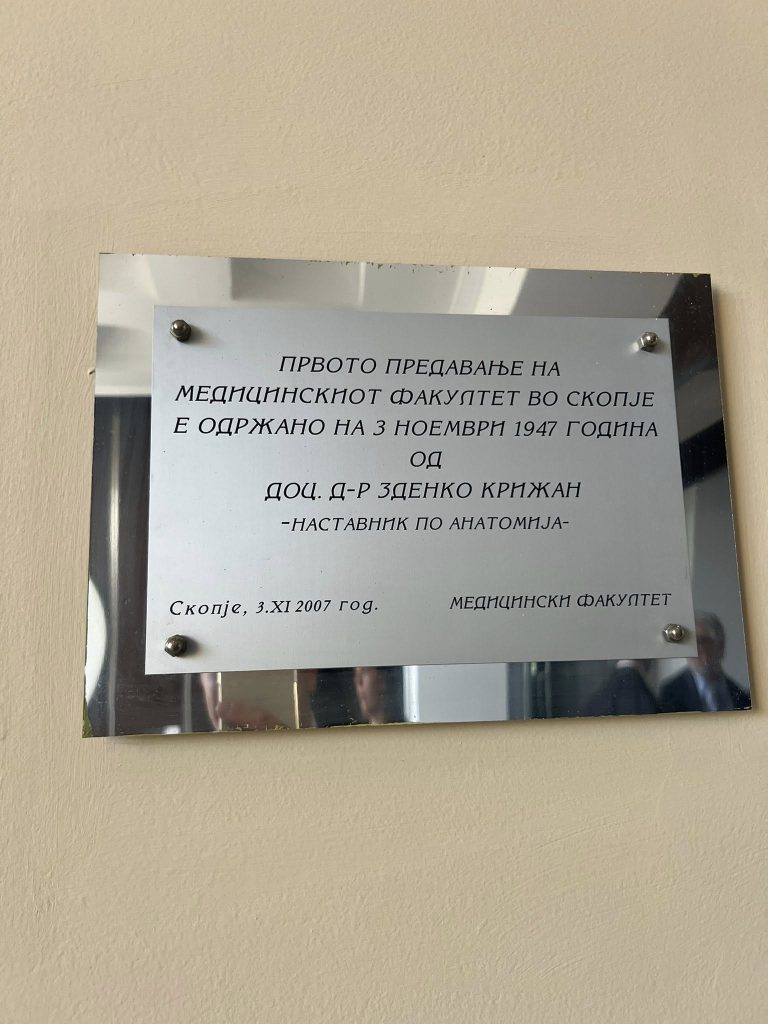 ПРВОТО ПРЕДАВАЊЕ НА
МЕДИЦИНСКИОТ ФАКУЛТЕТ ВО СКОПЈЕ
Е ОДРЖАНО НА 3 НОЕМВРИ 1947 ГОДИНА
ОД
ДОЦ. Д-Р ЗДЕНКО КРИЖАН
-НАСТАВНИК ПО АНАТОМИЈА-
Скопје, 3.XI 2007 год. МЕДИЦИНСКИ ФАКУЛТЕТ